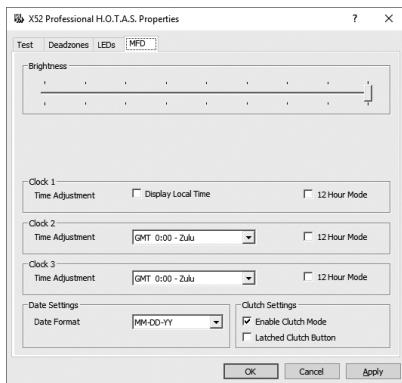 X52 Professional H.O.T.A.S. Properties ? X
Test Deadzones LEDs MFD
Brightness
Clock 1
Time Adjustment Display Local Time 12 Hour Mode
Clock 2
Time Adjustment GMT 0:00 - Zulu 12 Hour Mode
Clock 3
Time Adjustment GMT 0:00 - Zulu 12 Hour Mode
Date Settings Clutch Settings
Date Format MM-DD-YY Enable Clutch Mode
Latched Clutch Button
OK Cancel Apply